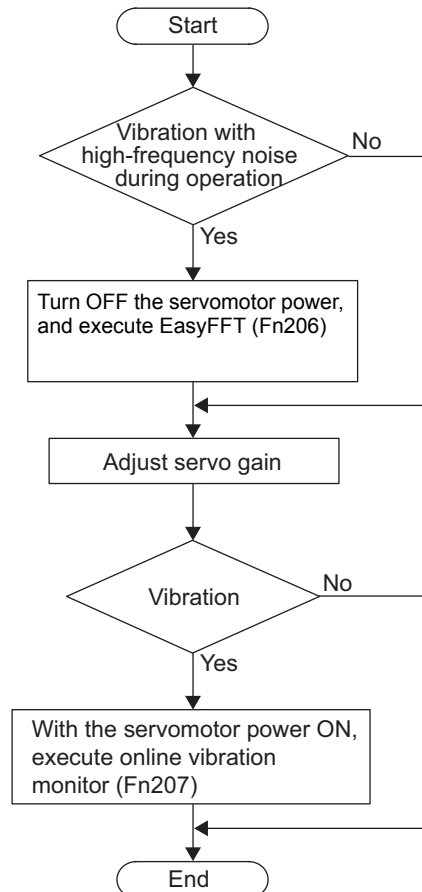 Start
Vibration with
high-frequency noise
during operation
No
Yes
Turn OFF the servomotor power,
and execute EasyFFT (Fn206)
Adjust servo gain
Vibration
No
Yes
With the servomotor power ON,
execute online vibration
monitor (Fn207)
End